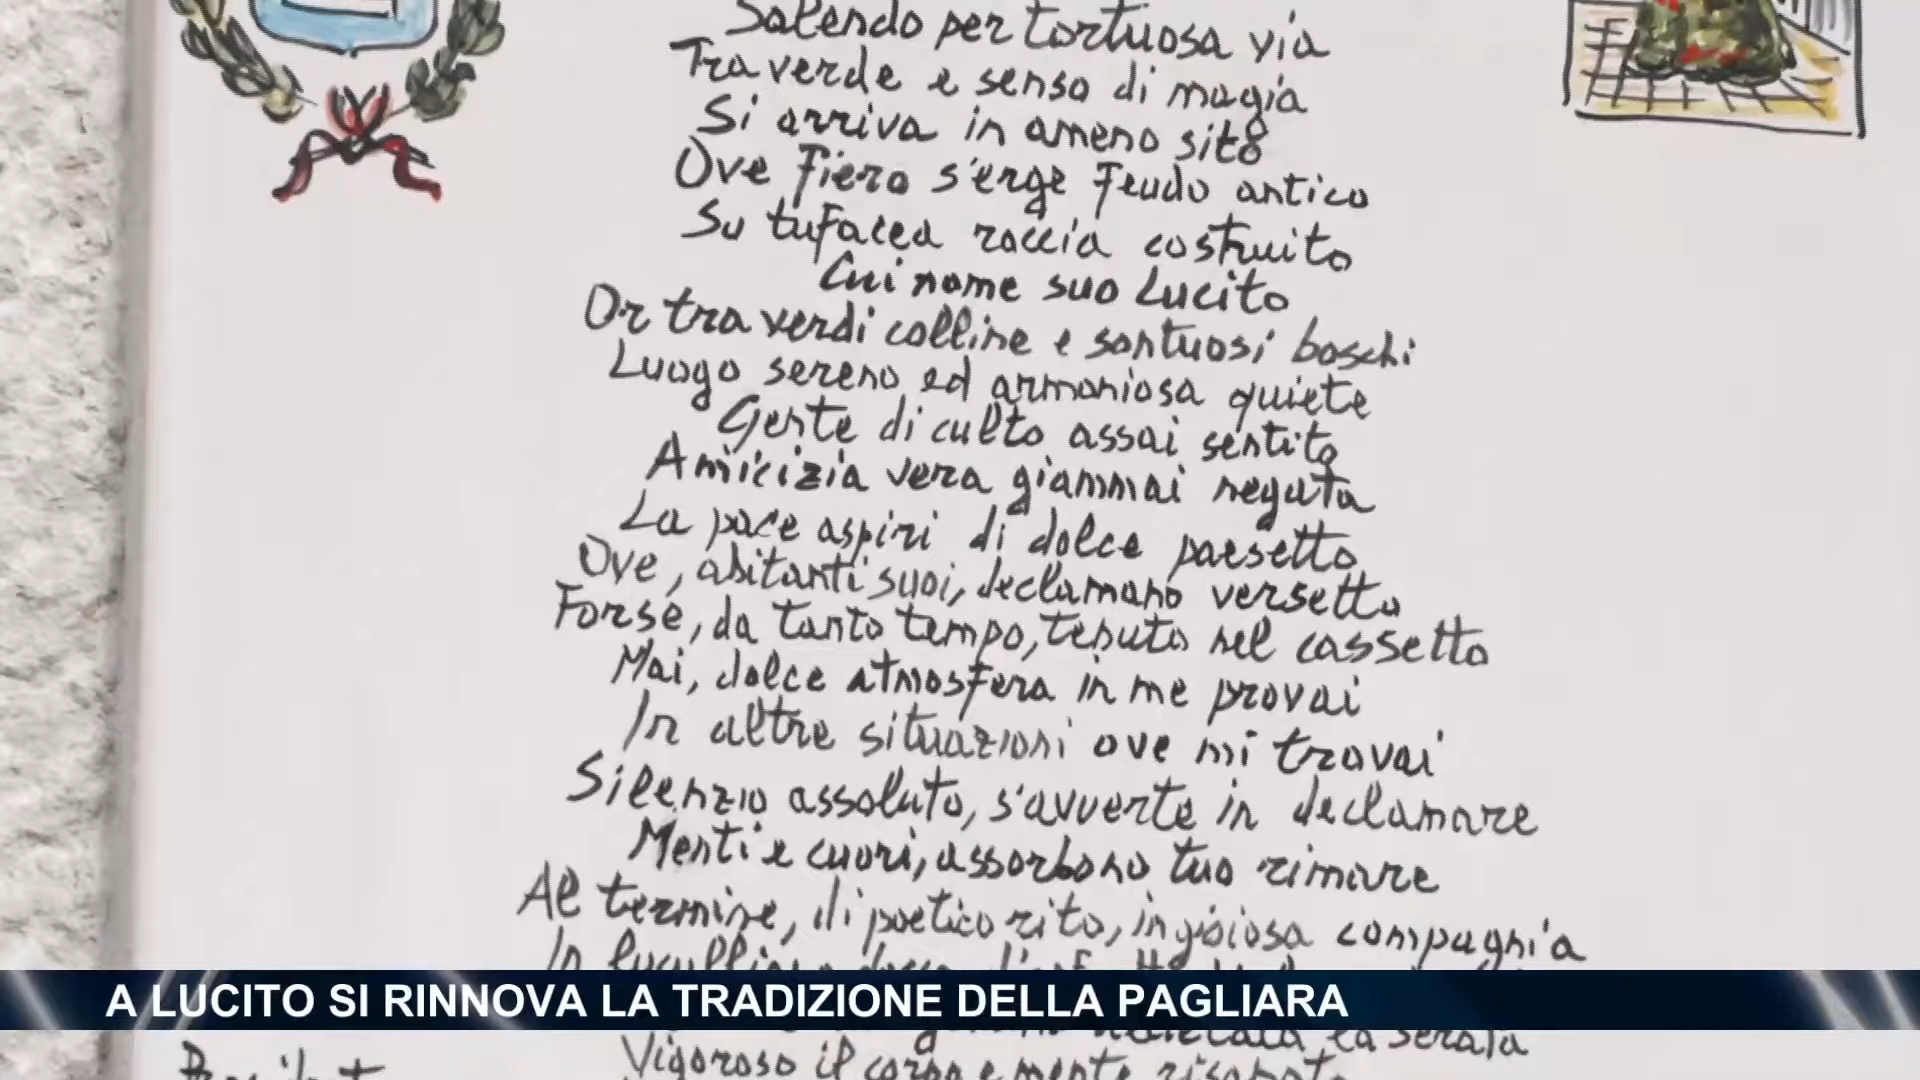 Salendo per tortuosa via
Tra verde e senso di magia
Si arriva in ameno sito
Ove fiero s'erge feudo antico
Su tufacea roccia costruito
Cui nome suo Lucito
Or tra verdi colline e sontuosi boschi
Luogo sereno ed armoniosa quiete
Gente di culto assai sentito
Amicizia vera giammai negata
La pace aspiri di dolce paesetto
Ove, abitanti suoi, declamano versetto
Forse, da tanto tempo, tenuto nel cassetto
Mai, dolce atmosfera in me provai
In altre situazioni ove mi trovai
Silenzio assoluto, s'avverte in declamare
Menti e cuori, assorbono tuo rimare
Al termine, di poetico rito, in gioiosa compagnia
In
A LUCITO SI RINNOVA LA TRADIZIONE DELLA PAGLIARA
la serata
Vigoroso il corpo e mente